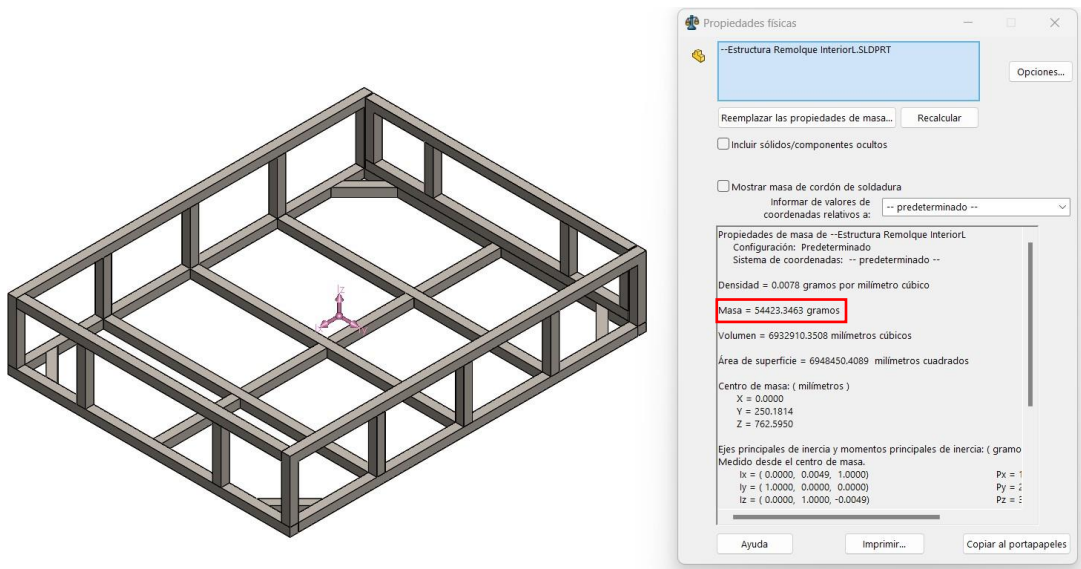 Propiedades físicas
--Estructura Remolque InteriorL.SLDPRT
Opciones...
Reemplazar las propiedades de masa...
Recalcular
Incluir sólidos/componentes ocultos
Mostrar masa de cordón de soldadura
Informar de valores de
coordenadas relativos a:
-- predeterminado --
Propiedades de masa de --Estructura Remolque InteriorL
Configuración: Predeterminado
Sistema de coordenadas: -- predeterminado --
Densidad = 0.0078 gramos por milímetro cúbico
Masa = 54423.3463 gramos
Volumen = 6932910.3508 milímetros cúbicos
Área de superficie = 6948450.4089 milímetros cuadrados
Centro de masa: ( milímetros )
X = 0.0000
Y = 250.1814
Z = 762.5950
Ejes principales de inercia y momentos principales de inercia: ( gramo
Medido desde el centro de masa.
Ix = ( 0.0000, 0.0049, 1.0000) Px = 1
Iy = ( 1.0000, 0.0000, 0.0000) Py = 2
Iz = ( 0.0000, 1.0000, -0.0049) Pz =
Ayuda
Imprimir...
Copiar al portapapeles